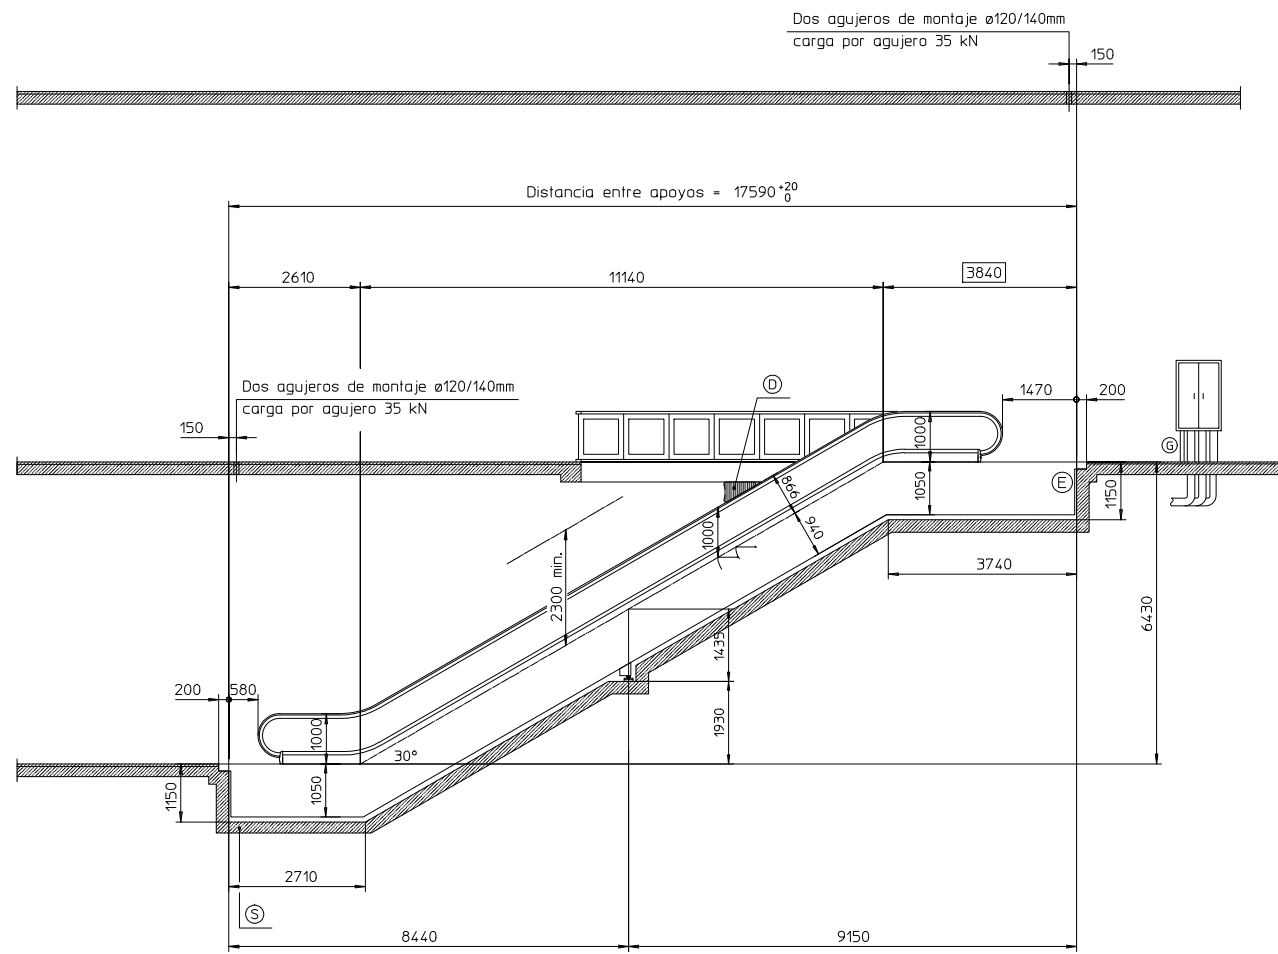 Dos agujeros de montaje ø120/140mm
carga por agujero 35 kN
150
Distancia entre apoyos = 17590 +20 0
2610
11140
3840
Dos agujeros de montaje ø120/140mm
carga por agujero 35 kN
150
D
1470
200
1000
G
E
866
1050
1150
1000
940
2300 min.
3740
6430
1435
200
580
1000
1930
30°
1150
1050
2710
S
8440
9150